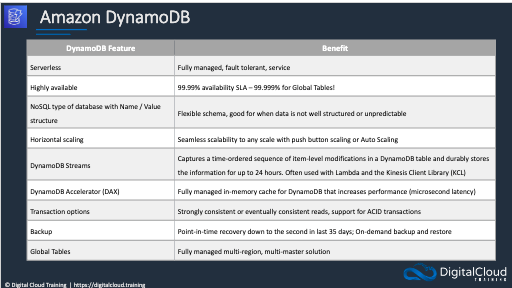 Amazon DynamoDB
DynamoDB Feature Benefit
Serverless Fully managed, fault tolerant, service
Highly available 99.99% availability SLA – 99.999% for Global Tables!
NoSQL type of database with Name / Value
structure
Flexible schema, good for when data is not well structured or unpredictable
Horizontal scaling Seamless scalability to any scale with push button scaling or Auto Scaling
DynamoDB Streams
Captures a time-ordered sequence of item-level modifications in a DynamoDB table and durably stores
the information for up to 24 hours. Often used with Lambda and the Kinesis Client Library (KCL)
DynamoDB Accelerator (DAX) Fully managed in-memory cache for DynamoDB that increases performance (microsecond latency)
Transaction options Strongly consistent or eventually consistent reads, support for ACID transactions
Backup Point-in-time recovery down to the second in last 35 days; On-demand backup and restore
Global Tables Fully managed multi-region, multi-master solution
DigitalCloud
TRAINING
© Digital Cloud Training | https://digitalcloud.training